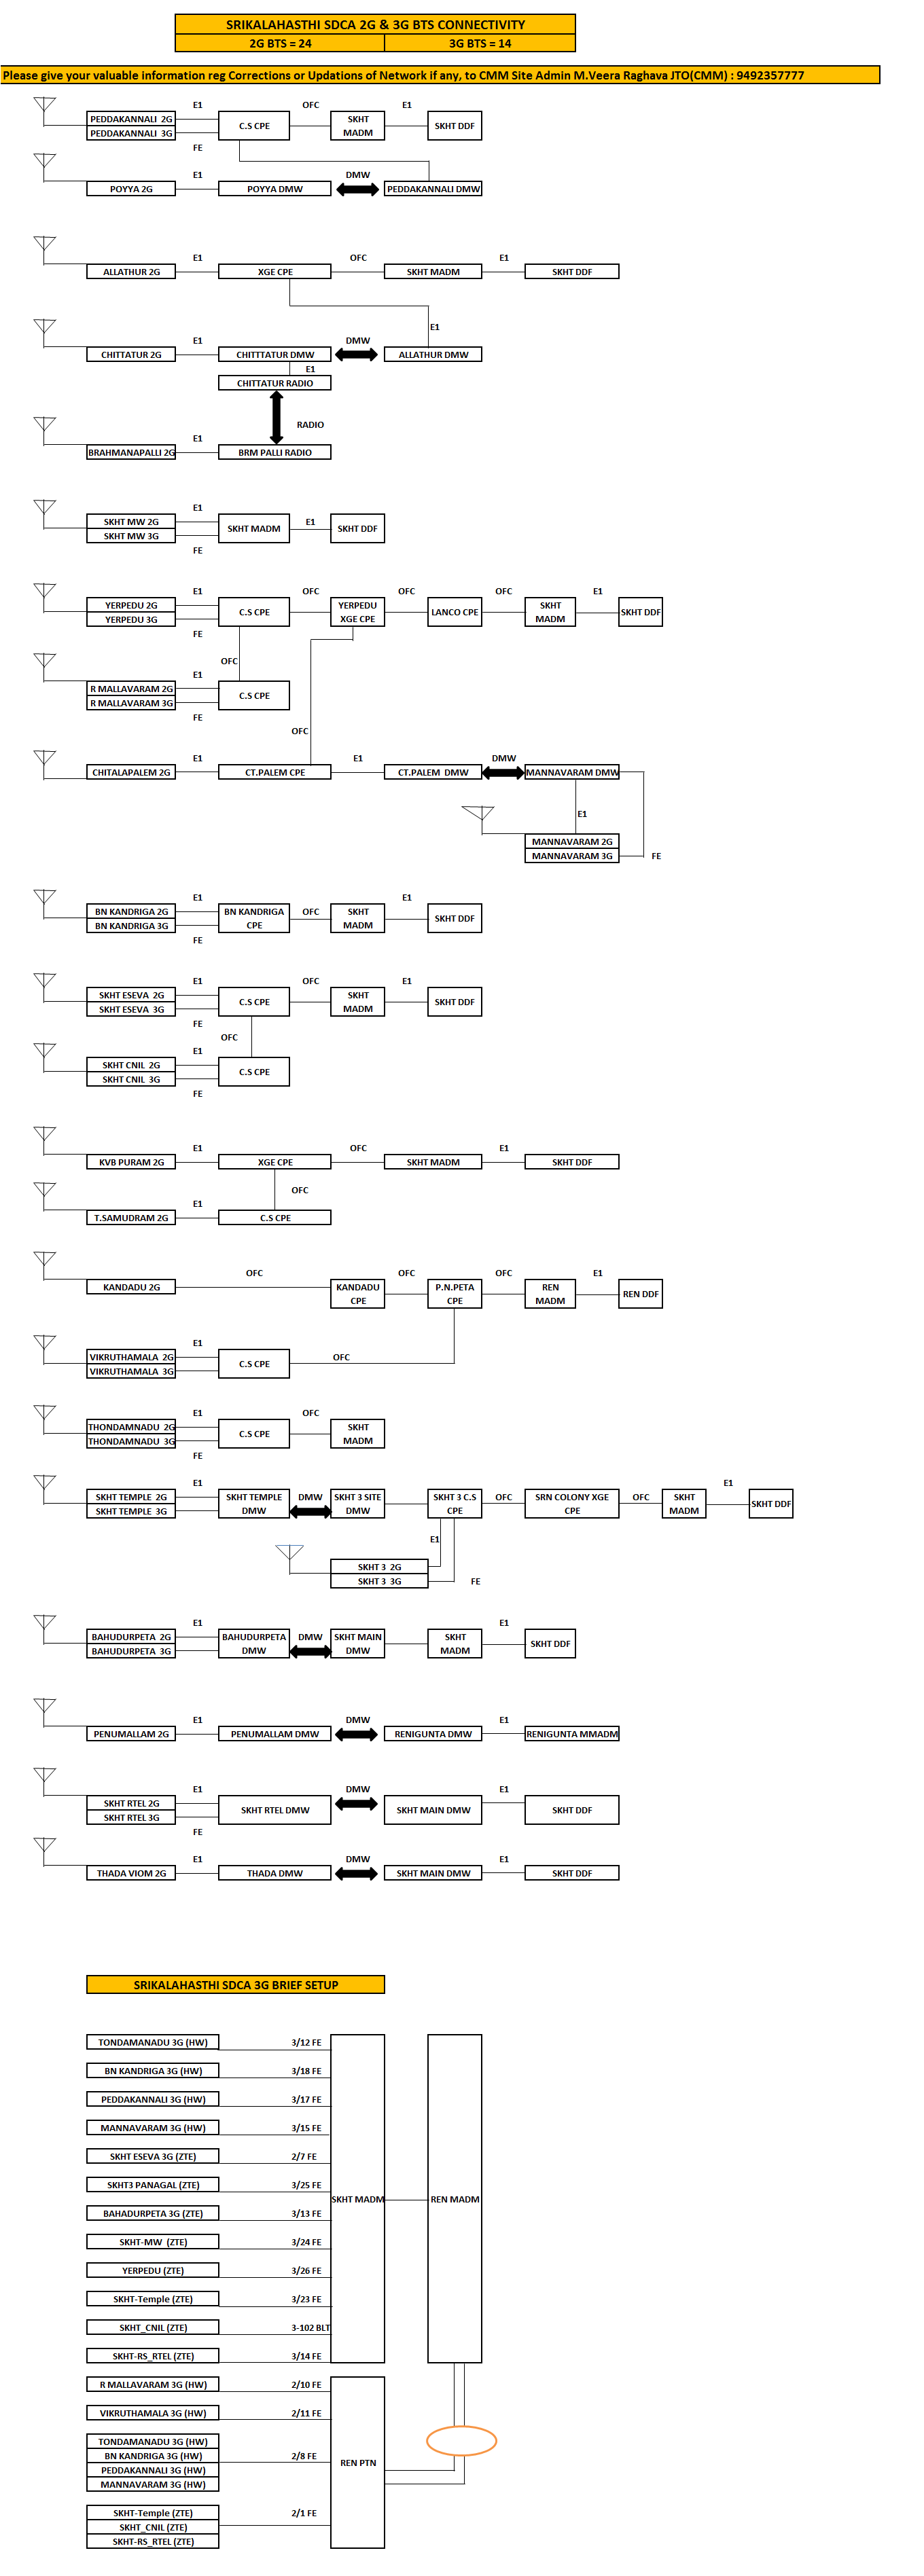 SRIKALAHASTHI SDCA 2G & 3G BTS CONNECTIVITY
2G BTS = 24 3G BTS = 14
Please give your valuable information reg Corrections or Updations of Network if any, to CMM Site Admin M.Veera Raghava JTO(CMM) : 9492357777
E1 OFC E1
PEDDAKANNALI 2G
PEDDAKANNALI 3G
C.S CPE
SKHT
MADM
SKHT DDF
FE
E1 DMW
POYYA 2G POYYA DMW PEDDAKANNALI DMW
E1 OFC E1
ALLATHUR 2G XGE CPE SKHT MADM SKHT DDF
E1
E1 DMW
CHITTATUR 2G CHITTTATUR DMW ALLATHUR DMW
E1
CHITTATUR RADIO
RADIO
E1
BRAHMANAPALLI 2G BRM PALLI RADIO
E1
SKHT MW 2G
SKHT MW 3G
SKHT MADM
E1
SKHT DDF
FE
E1 OFC OFC OFC E1
YERPEDU 2G
YERPEDU 3G
C.S CPE
YERPEDU
XGE CPE
LANCO CPE
SKHT
MADM
SKHT DDF
FE
OFC
E1
R MALLAVARAM 2G
R MALLAVARAM 3G
C.S CPE
FE
OFC
E1 E1 DMW
CHITALAPALEM 2G CT.PALEM CPE CT.PALEM DMW MANNAVARAM DMW
E1
MANNAVARAM 2G
MANNAVARAM 3G
FE
E1 OFC E1
BN KANDRIGA 2G
BN KANDRIGA 3G
BN KANDRIGA
CPE
SKHT
MADM
SKHT DDF
FE
E1 OFC E1
SKHT ESEVA 2G
SKHT ESEVA 3G
C.S CPE
SKHT
MADM
SKHT DDF
FE
OFC
E1
SKHT CNIL 2G
SKHT CNIL 3G
C.S CPE
FE
E1 OFC E1
KVB PURAM 2G XGE CPE SKHT MADM SKHT DDF
OFC
E1
T.SAMUDRAM 2G C.S CPE
OFC OFC OFC E1
KANDADU 2G
KANDADU
CPE
P.N.PETA
CPE
REN
MADM
REN DDF
E1
VIKRUTHAMALA 2G
VIKRUTHAMALA 3G
C.S CPE
OFC
E1 OFC
THONDAMNADU 2G
THONDAMNADU 3G
C.S CPE
SKHT
MADM
FE
E1 DMW OFC OFC E1
SKHT TEMPLE 2G
SKHT TEMPLE 3G
SKHT TEMPLE
DMW
SKHT 3 SITE
DMW
SKHT 3 C.S
CPE
SRN COLONY XGE
CPE
SKHT
MADM
SKHT DDF
E1
SKHT 3 2G
SKHT 3 3G
FE
E1 DMW E1
BAHUDURPETA 2G
BAHUDURPETA 3G
BAHUDURPETA
DMW
SKHT MAIN
DMW
SKHT
MADM
SKHT DDF
E1 DMW E1
PENUMALLAM 2G PENUMALLAM DMW RENIGUNTA DMW RENIGUNTA MMADM
E1 DMW E1
SKHT RTEL 2G
SKHT RTEL 3G
SKHT RTEL DMW SKHT MAIN DMW SKHT DDF
FE
E1 DMW E1
THADA VIOM 2G THADA DMW SKHT MAIN DMW SKHT DDF
SRIKALAHASTHI SDCA 3G BRIEF SETUP
TONDAMANADU 3G (HW) 3/12 FE
BN KANDRIGA 3G (HW) 3/18 FE
PEDDAKANNALI 3G (HW) 3/17 FE
MANNAVARAM 3G (HW) 3/15 FE
SKHT ESEVA 3G (ZTE) 2/7 FE
SKHT3 PANAGAL (ZTE) 3/25 FE
SKHT MADM REN MADM
BAHADURPETA 3G (ZTE) 3/13 FE
SKHT-MW (ZTE) 3/24 FE
YERPEDU (ZTE) 3/26 FE
SKHT-Temple (ZTE) 3/23 FE
SKHT_CNIL (ZTE) 3-102 BLT
SKHT-RS_RTEL (ZTE) 3/14 FE
R MALLAVARAM 3G (HW) 2/10 FE
VIKRUTHAMALA 3G (HW) 2/11 FE
TONDAMANADU 3G (HW)
BN KANDRIGA 3G (HW) 2/8 FE
REN PTN
PEDDAKANNALI 3G (HW)
MANNAVARAM 3G (HW)
SKHT-Temple (ZTE) 2/1 FE
SKHT_CNIL (ZTE)
SKHT-RS_RTEL (ZTE)